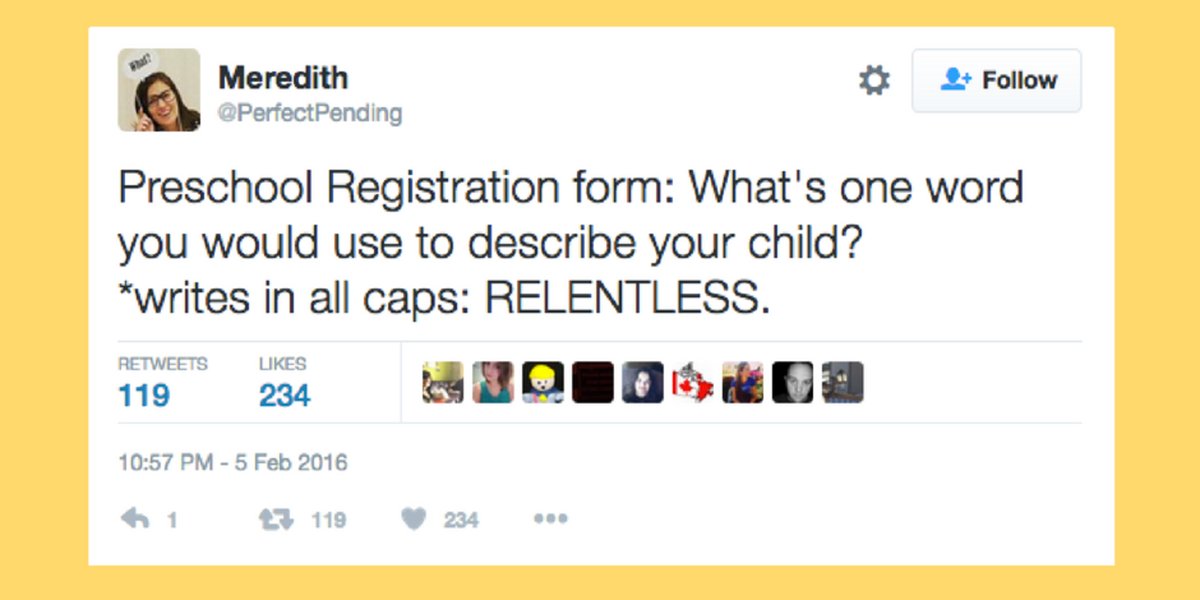 What?
Meredith
@PerfectPending
Follow
Preschool Registration form: What's one word
you would use to describe your child?
*writes in all caps: RELENTLESS.
RETWEETS LIKES
119 234
10:57 PM - 5 Feb 2016
1 119 234